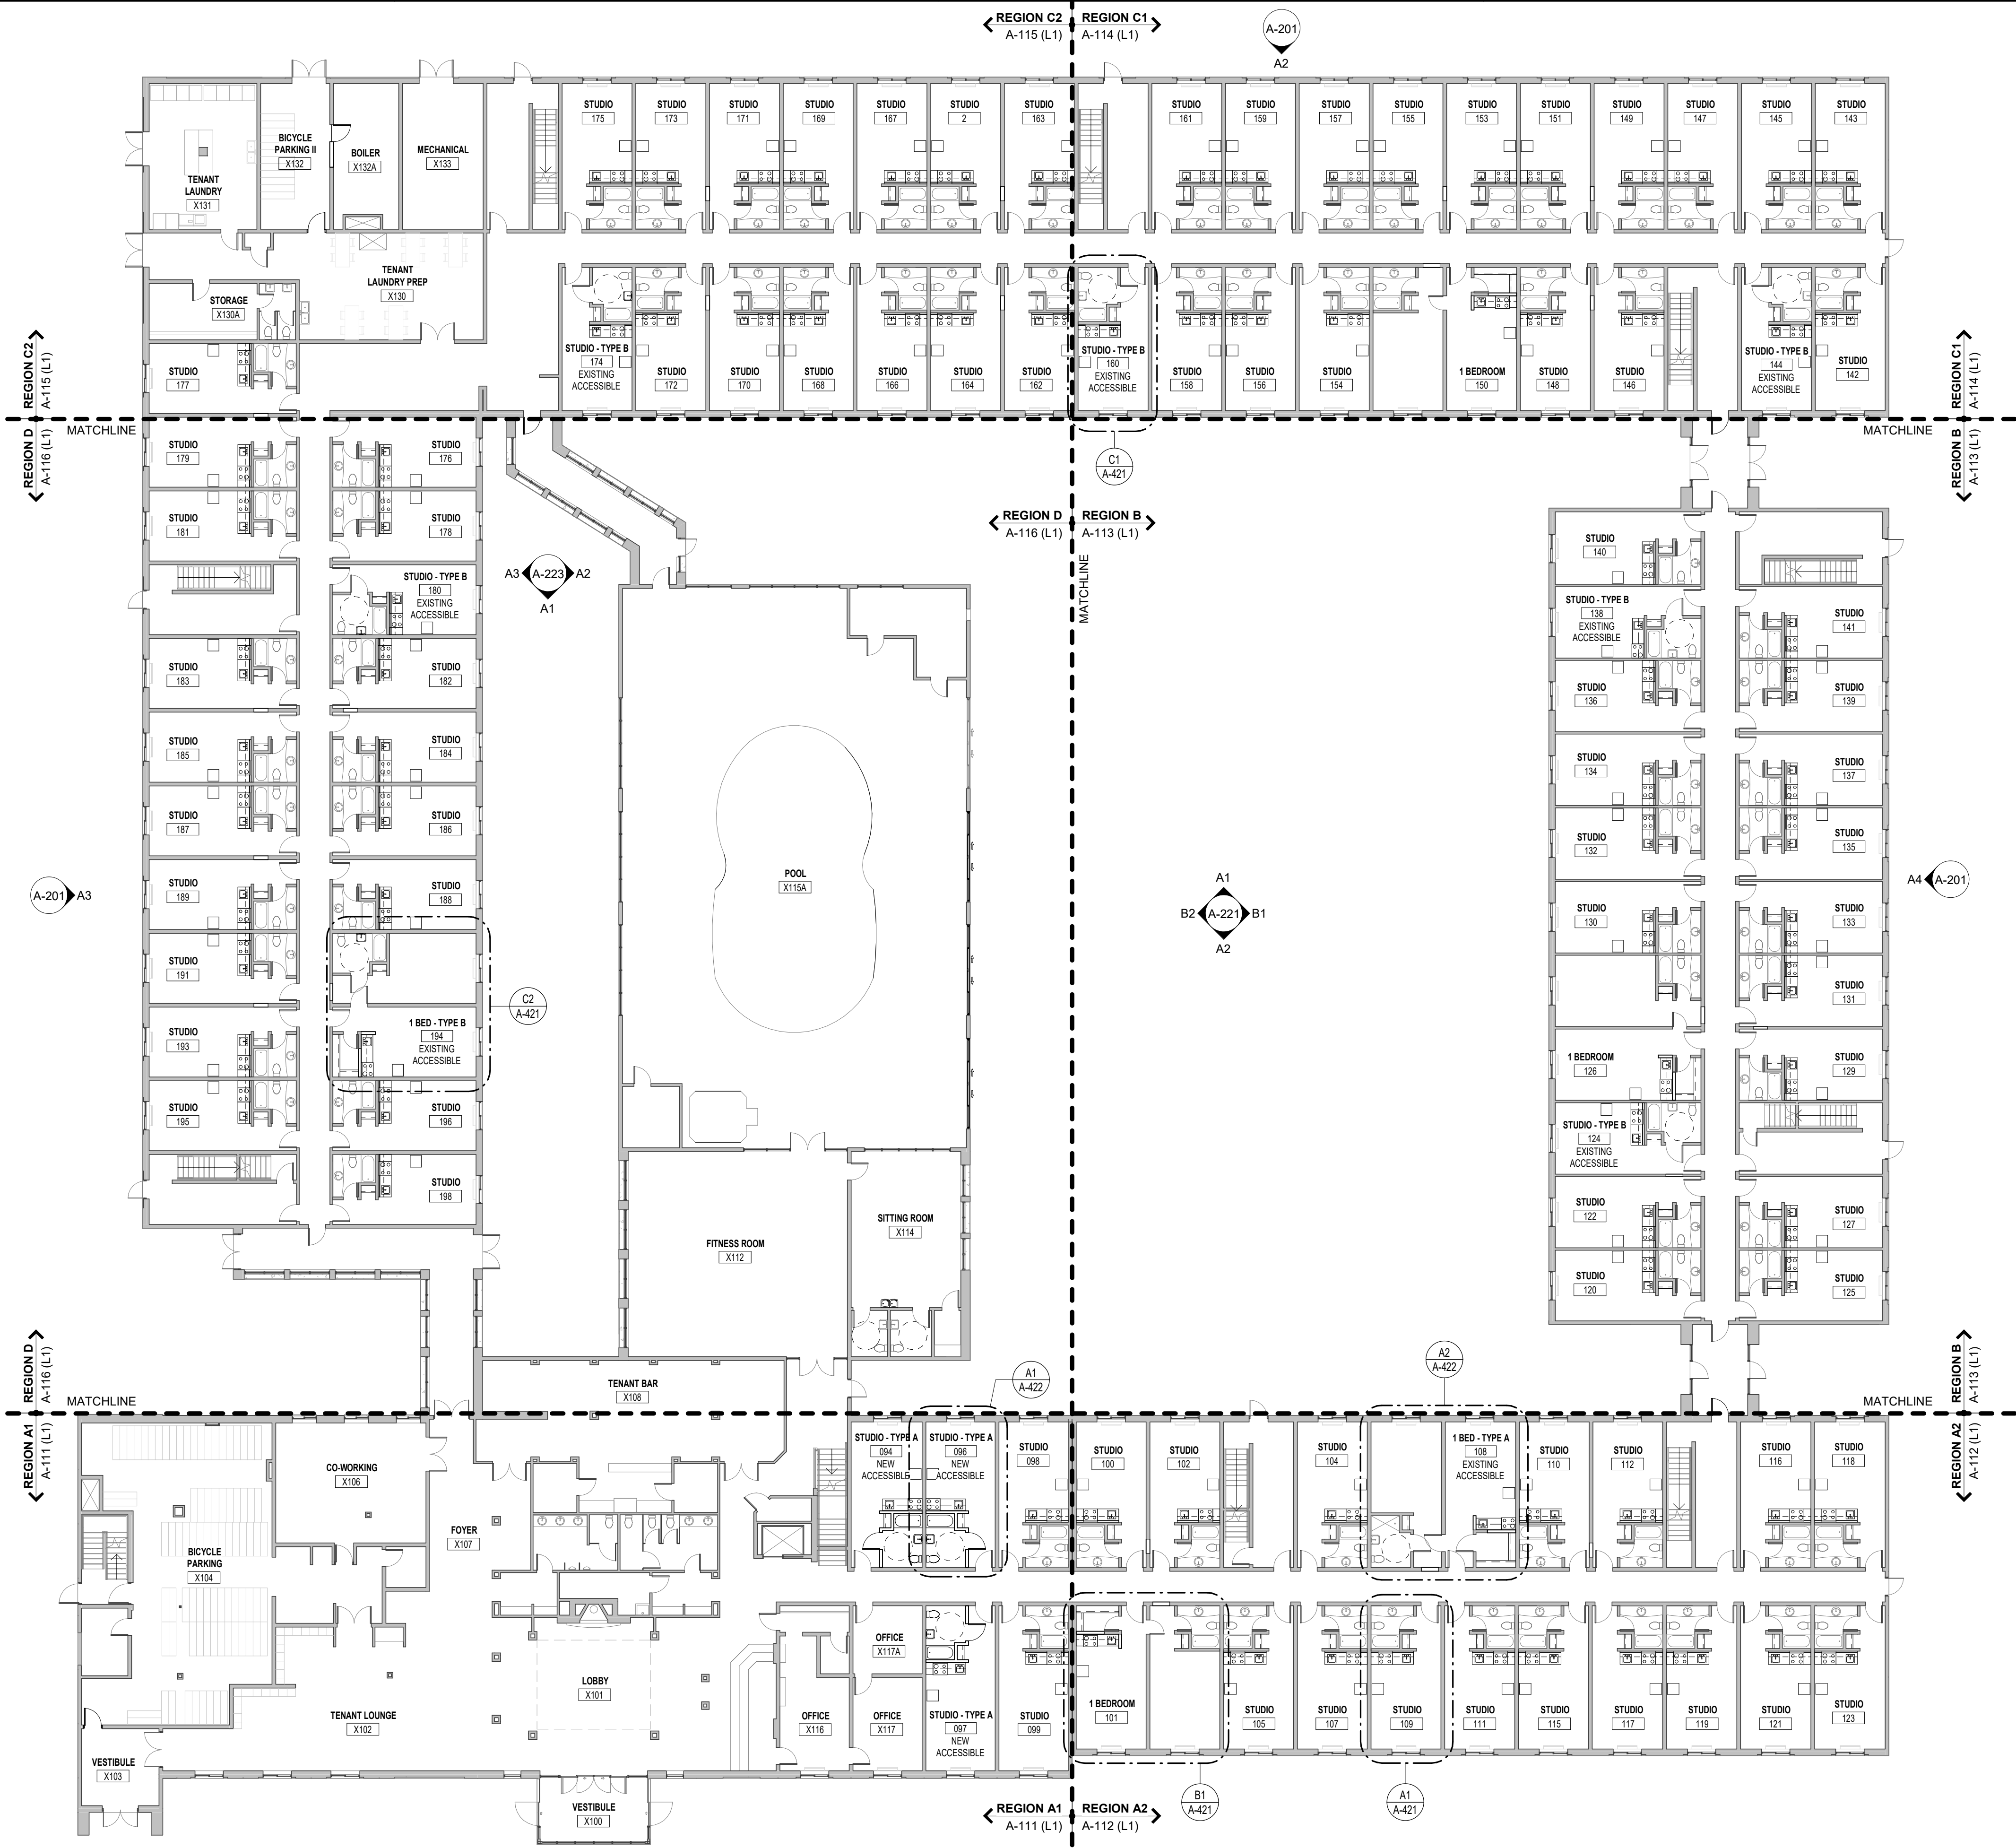 REGION C2
A-115 (L1)
REGION C1
A-114 (L1)
A-201
A2
TENANT
LAUNDRY
X131
BICYCLE
PARKING II
X132
BOILER
X132A
MECHANICAL
X133
STUDIO
175
STUDIO
173
STUDIO
171
STUDIO
169
STUDIO
167
STUDIO
2
STUDIO
163
STUDIO
161
STUDIO
159
STUDIO
157
STUDIO
155
STUDIO
153
STUDIO
151
STUDIO
149
STUDIO
147
STUDIO
145
STUDIO
143
TENANT
LAUNDRY PREP
X130
STORAGE
X130A
STUDIO
177
STUDIO - TYPE B
174
EXISTING
ACCESSIBLE
STUDIO
172
STUDIO
170
STUDIO
168
STUDIO
166
STUDIO
164
STUDIO
162
STUDIO - TYPE B
160
EXISTING
ACCESSIBLE
STUDIO
158
STUDIO
156
STUDIO
154
1 BEDROOM
150
STUDIO
148
STUDIO
146
STUDIO - TYPE B
144
EXISTING
ACCESSIBLE
STUDIO
142
REGION C2
A-115 (L1)
REGION D
A-116 (L1)
MATCHLINE
REGION C1
A-114 (L1)
REGION B
A-113 (L1)
MATCHLINE
C1
A-421
REGION D
A-116 (L1)
REGION B
A-113 (L1)
MATCHLINE
STUDIO
179
STUDIO
176
STUDIO
181
STUDIO
178
STUDIO - TYPE B
180
EXISTING
ACCESSIBLE
A3
A-223
A2
A1
STUDIO
183
STUDIO
182
STUDIO
185
STUDIO
184
STUDIO
187
STUDIO
186
STUDIO
189
STUDIO
188
STUDIO
191
1 BED - TYPE B
194
EXISTING
ACCESSIBLE
C2
A-421
STUDIO
193
STUDIO
195
STUDIO
196
STUDIO
198
A-201
A3
POOL
X115A
A1
B2
A-221
B1
A2
STUDIO
140
STUDIO - TYPE B
138
EXISTING
ACCESSIBLE
STUDIO
141
STUDIO
136
STUDIO
139
STUDIO
134
STUDIO
137
STUDIO
132
STUDIO
135
STUDIO
130
STUDIO
133
STUDIO
131
1 BEDROOM
126
STUDIO
129
STUDIO - TYPE B
124
EXISTING
ACCESSIBLE
STUDIO
122
STUDIO
127
STUDIO
120
STUDIO
125
A4
A-201
FITNESS ROOM
X112
SITTING ROOM
X114
TENANT BAR
X108
A1
A-422
A2
A-422
REGION D
A-116 (L1)
REGION A1
A-111 (L1)
MATCHLINE
REGION B
A-113 (L1)
REGION A2
A-112 (L1)
MATCHLINE
CO-WORKING
X106
FOYER
X107
BICYCLE
PARKING
X104
STUDIO - TYPE A
094
NEW
ACCESSIBLE
STUDIO - TYPE A
096
NEW
ACCESSIBLE
STUDIO
098
STUDIO
100
STUDIO
102
STUDIO
104
1 BED - TYPE A
108
EXISTING
ACCESSIBLE
STUDIO
110
STUDIO
112
STUDIO
116
STUDIO
118
LOBBY
X101
TENANT LOUNGE
X102
VESTIBULE
X103
VESTIBULE
X100
OFFICE
X117A
OFFICE
X116
OFFICE
X117
STUDIO - TYPE A
097
NEW
ACCESSIBLE
STUDIO
099
1 BEDROOM
101
STUDIO
105
STUDIO
107
STUDIO
109
STUDIO
111
STUDIO
115
STUDIO
117
STUDIO
119
STUDIO
121
STUDIO
123
B1
A-421
A1
A-421
REGION A1
A-111 (L1)
REGION A2
A-112 (L1)